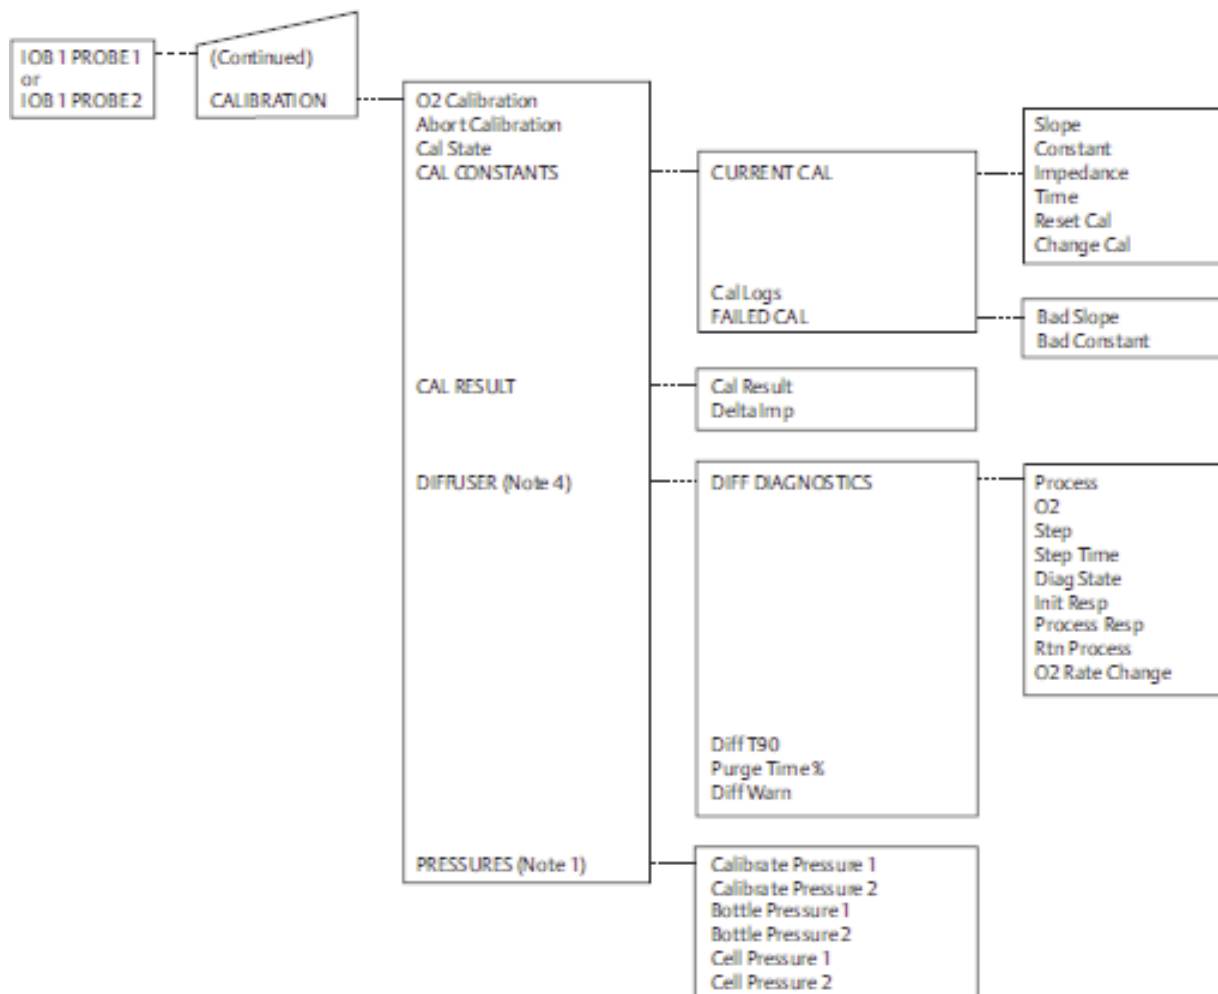 IOB 1 PROBE 1
or
IOB 1 PROBE 2
(Continued)
CALIBRATION
O2 Calibration
Abort Calibration
Cal State
CAL CONSTANTS
CAL RESULT
DIFFUSER (Note 4)
PRESSURES (Note 1)
CURRENT CAL
Cal Logs
FAILED CAL
Slope
Constant
Impedance
Time
Reset Cal
Change Cal
Bad Slope
Bad Constant
Cal Result
Delta Imp
DIFF DIAGNOSTICS
Diff T90
Purge Time %
Diff Warn
Process
O2
Step
Step Time
Diag State
Init Resp
Process Resp
Rtn Process
O2 Rate Change
Calibrate Pressure 1
Calibrate Pressure 2
Bottle Pressure 1
Bottle Pressure 2
Cell Pressure 1
Cell Pressure 2